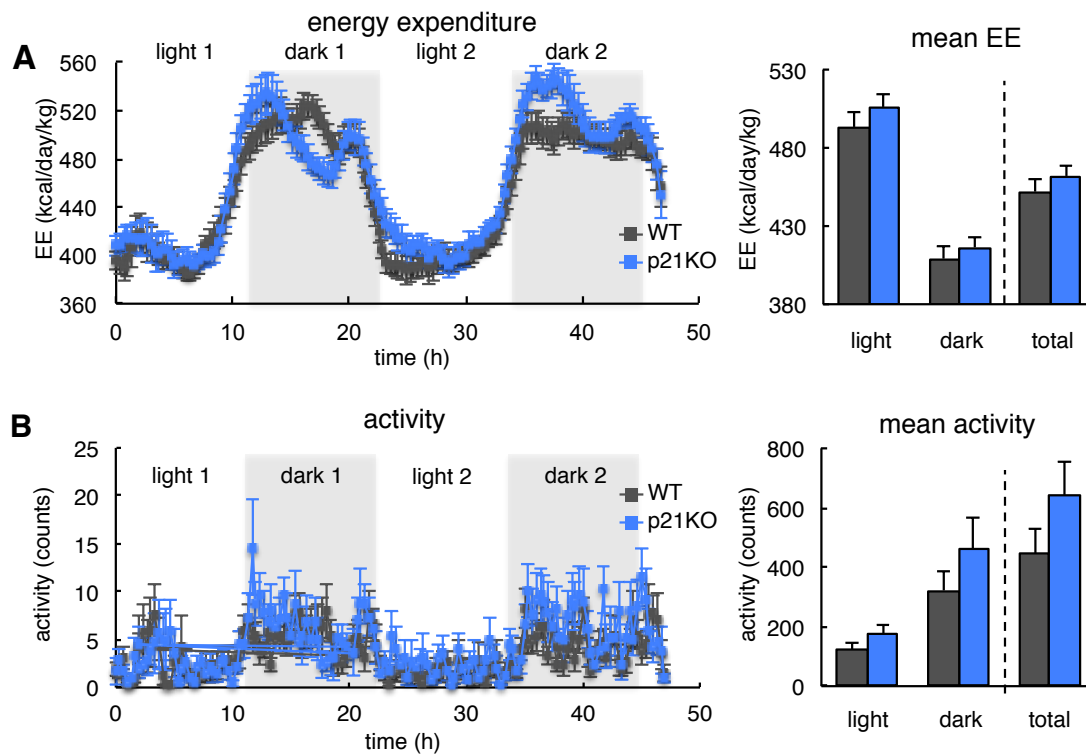 A
energy expenditure
light 1 dark 1 light 2 dark 2
EE (kcal/day/kg)
560
520
480
440
400
360
WT
p21KO
0 10 20 30 40 50
time (h)
mean EE
EE (kcal/day/kg)
530
480
430
380
light dark total
B
activity
light 1 dark 1 light 2 dark 2
activity (counts)
25
20
15
10
5
0
WT
p21KO
0 10 20 30 40 50
time (h)
mean activity
activity (counts)
800
600
400
200
0
light dark total